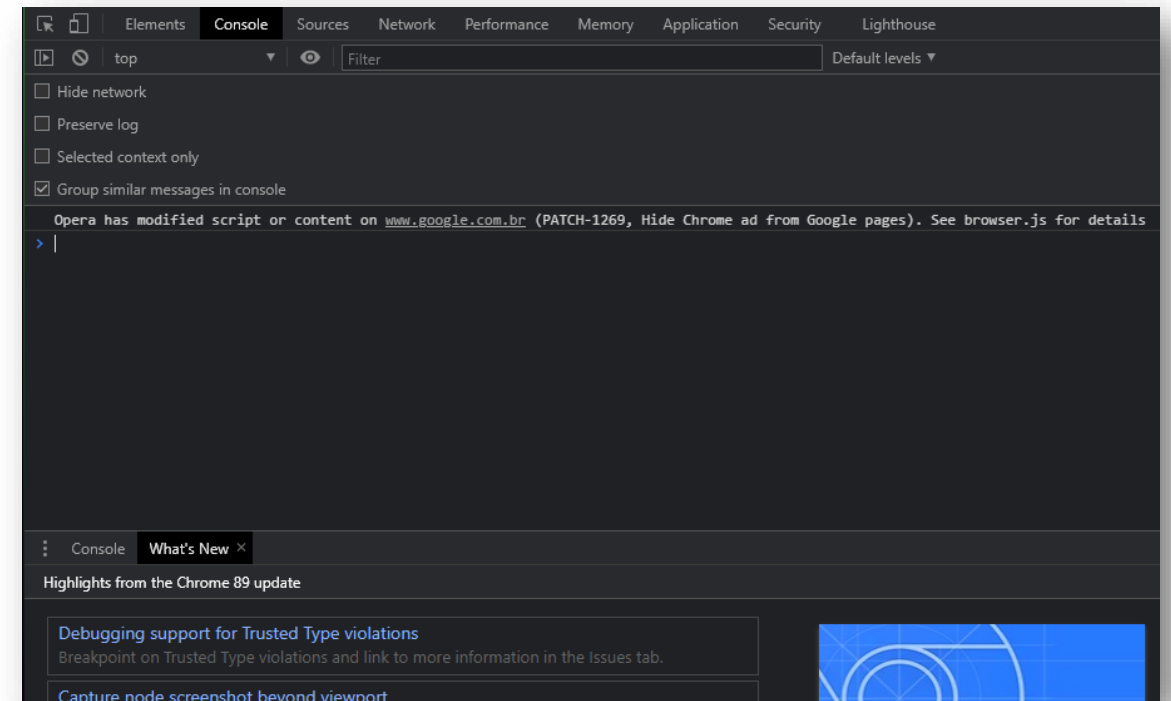 Elements Console Sources Network Performance Memory Application Security Lighthouse
top Filter Default levels
Hide network
Preserve log
Selected context only
Group similar messages in console
Opera has modified script or content on www.google.com.br (PATCH-1269, Hide Chrome ad from Google pages). See browser.js for details
Console What's New
Highlights from the Chrome 89 update
Debugging support for Trusted Type violations
Breakpoint on Trusted Type violations and link to more information in the Issues tab.
Capture node screenshot beyond viewport